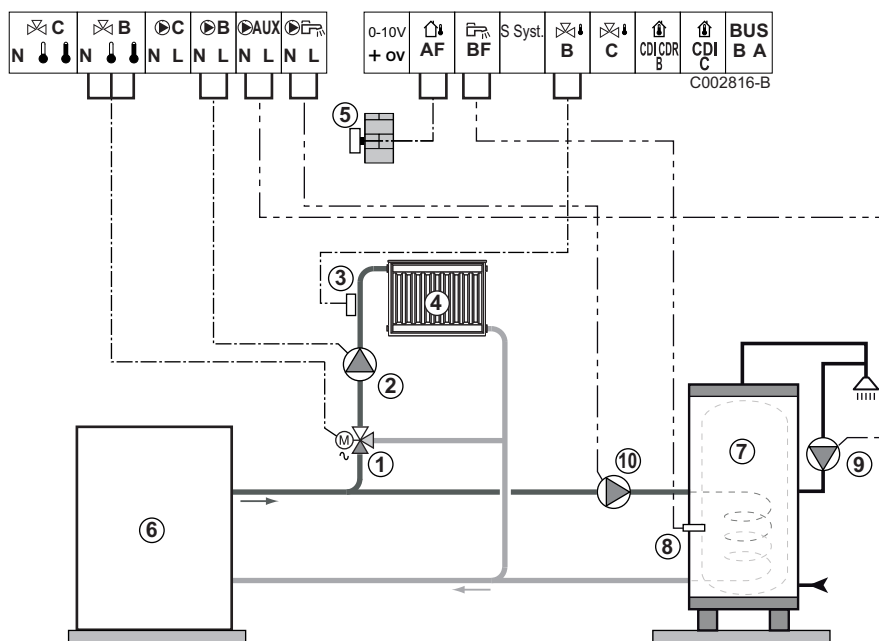 C B C B AUX
N N N L N L N L N L
0-10V S Syst. BUS
+ ov AF BF B C CDI CDR B CDI C B A
C002816-B
5
3
4
2
1
M
~
10
7
9
6
8